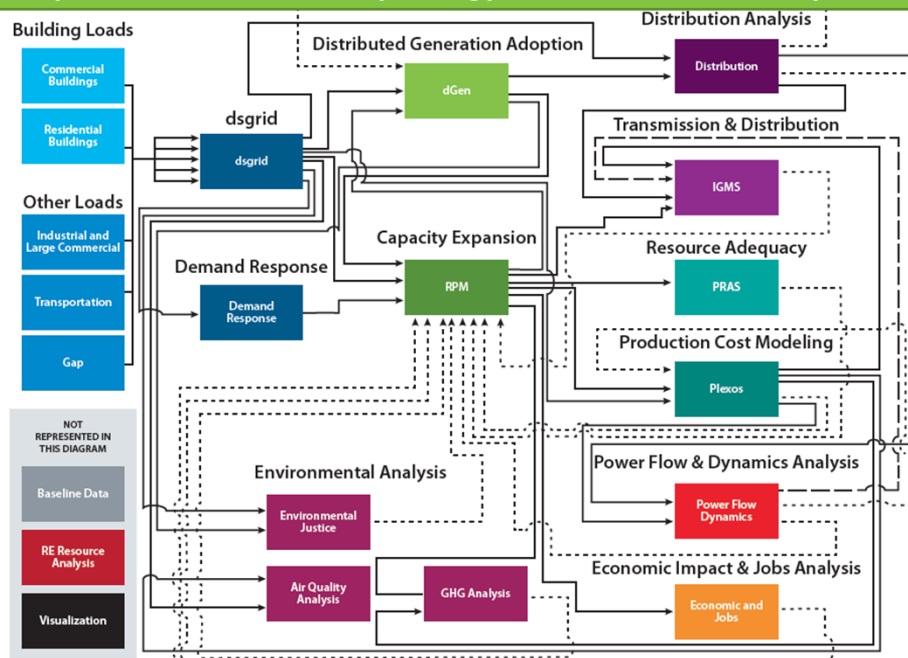 Building Loads
Commercial
Buildings
Residential
Buildings
Other Loads
Industrial and
Large Commercial
Transportation
Gap
NOT
REPRESENTED IN
THIS DIAGRAM
Baseline Data
RE Resource
Analysis
Visualization
dsgrid
dsgrid
Demand Response
Demand
Response
Distributed Generation Adoption
dGen
Capacity Expansion
RPM
Environmental Analysis
Environmental
Justice
Air Quality
Analysis
GHG Analysis
Distribution Analysis
Distribution
Transmission & Distribution
IGMS
Resource Adequacy
PRAS
Production Cost Modeling
Plexos
Power Flow & Dynamics Analysis
Power Flow
Dynamics
Economic Impact & Jobs Analysis
Economic and
Jobs